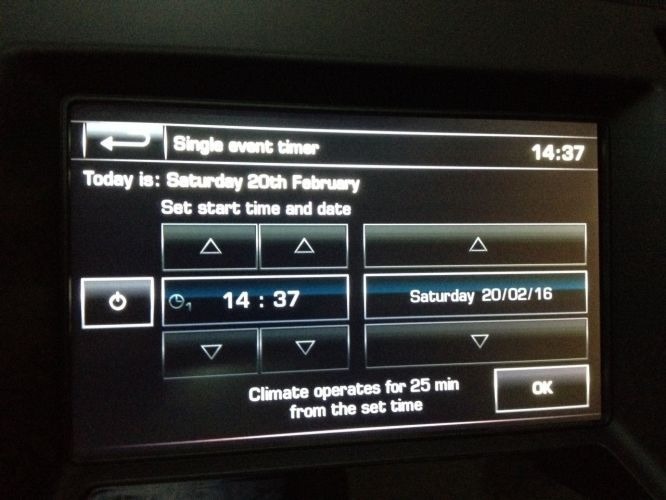 Single event timer
14:37
Today is: Saturday 20th February
Set start time and date
1
14 : 37
Saturday 20/02/16
Climate operates for 25 min
from the set time
OK